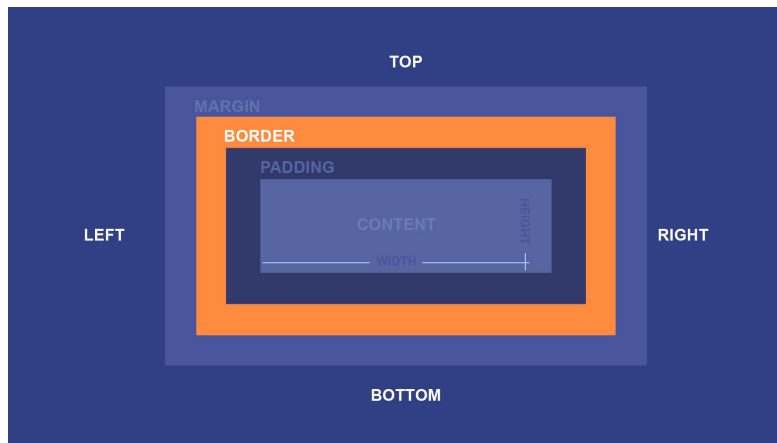 TOP
MARGIN
BORDER
PADDING
CONTENT
HEIGHT
WIDTH
LEFT
RIGHT
BOTTOM